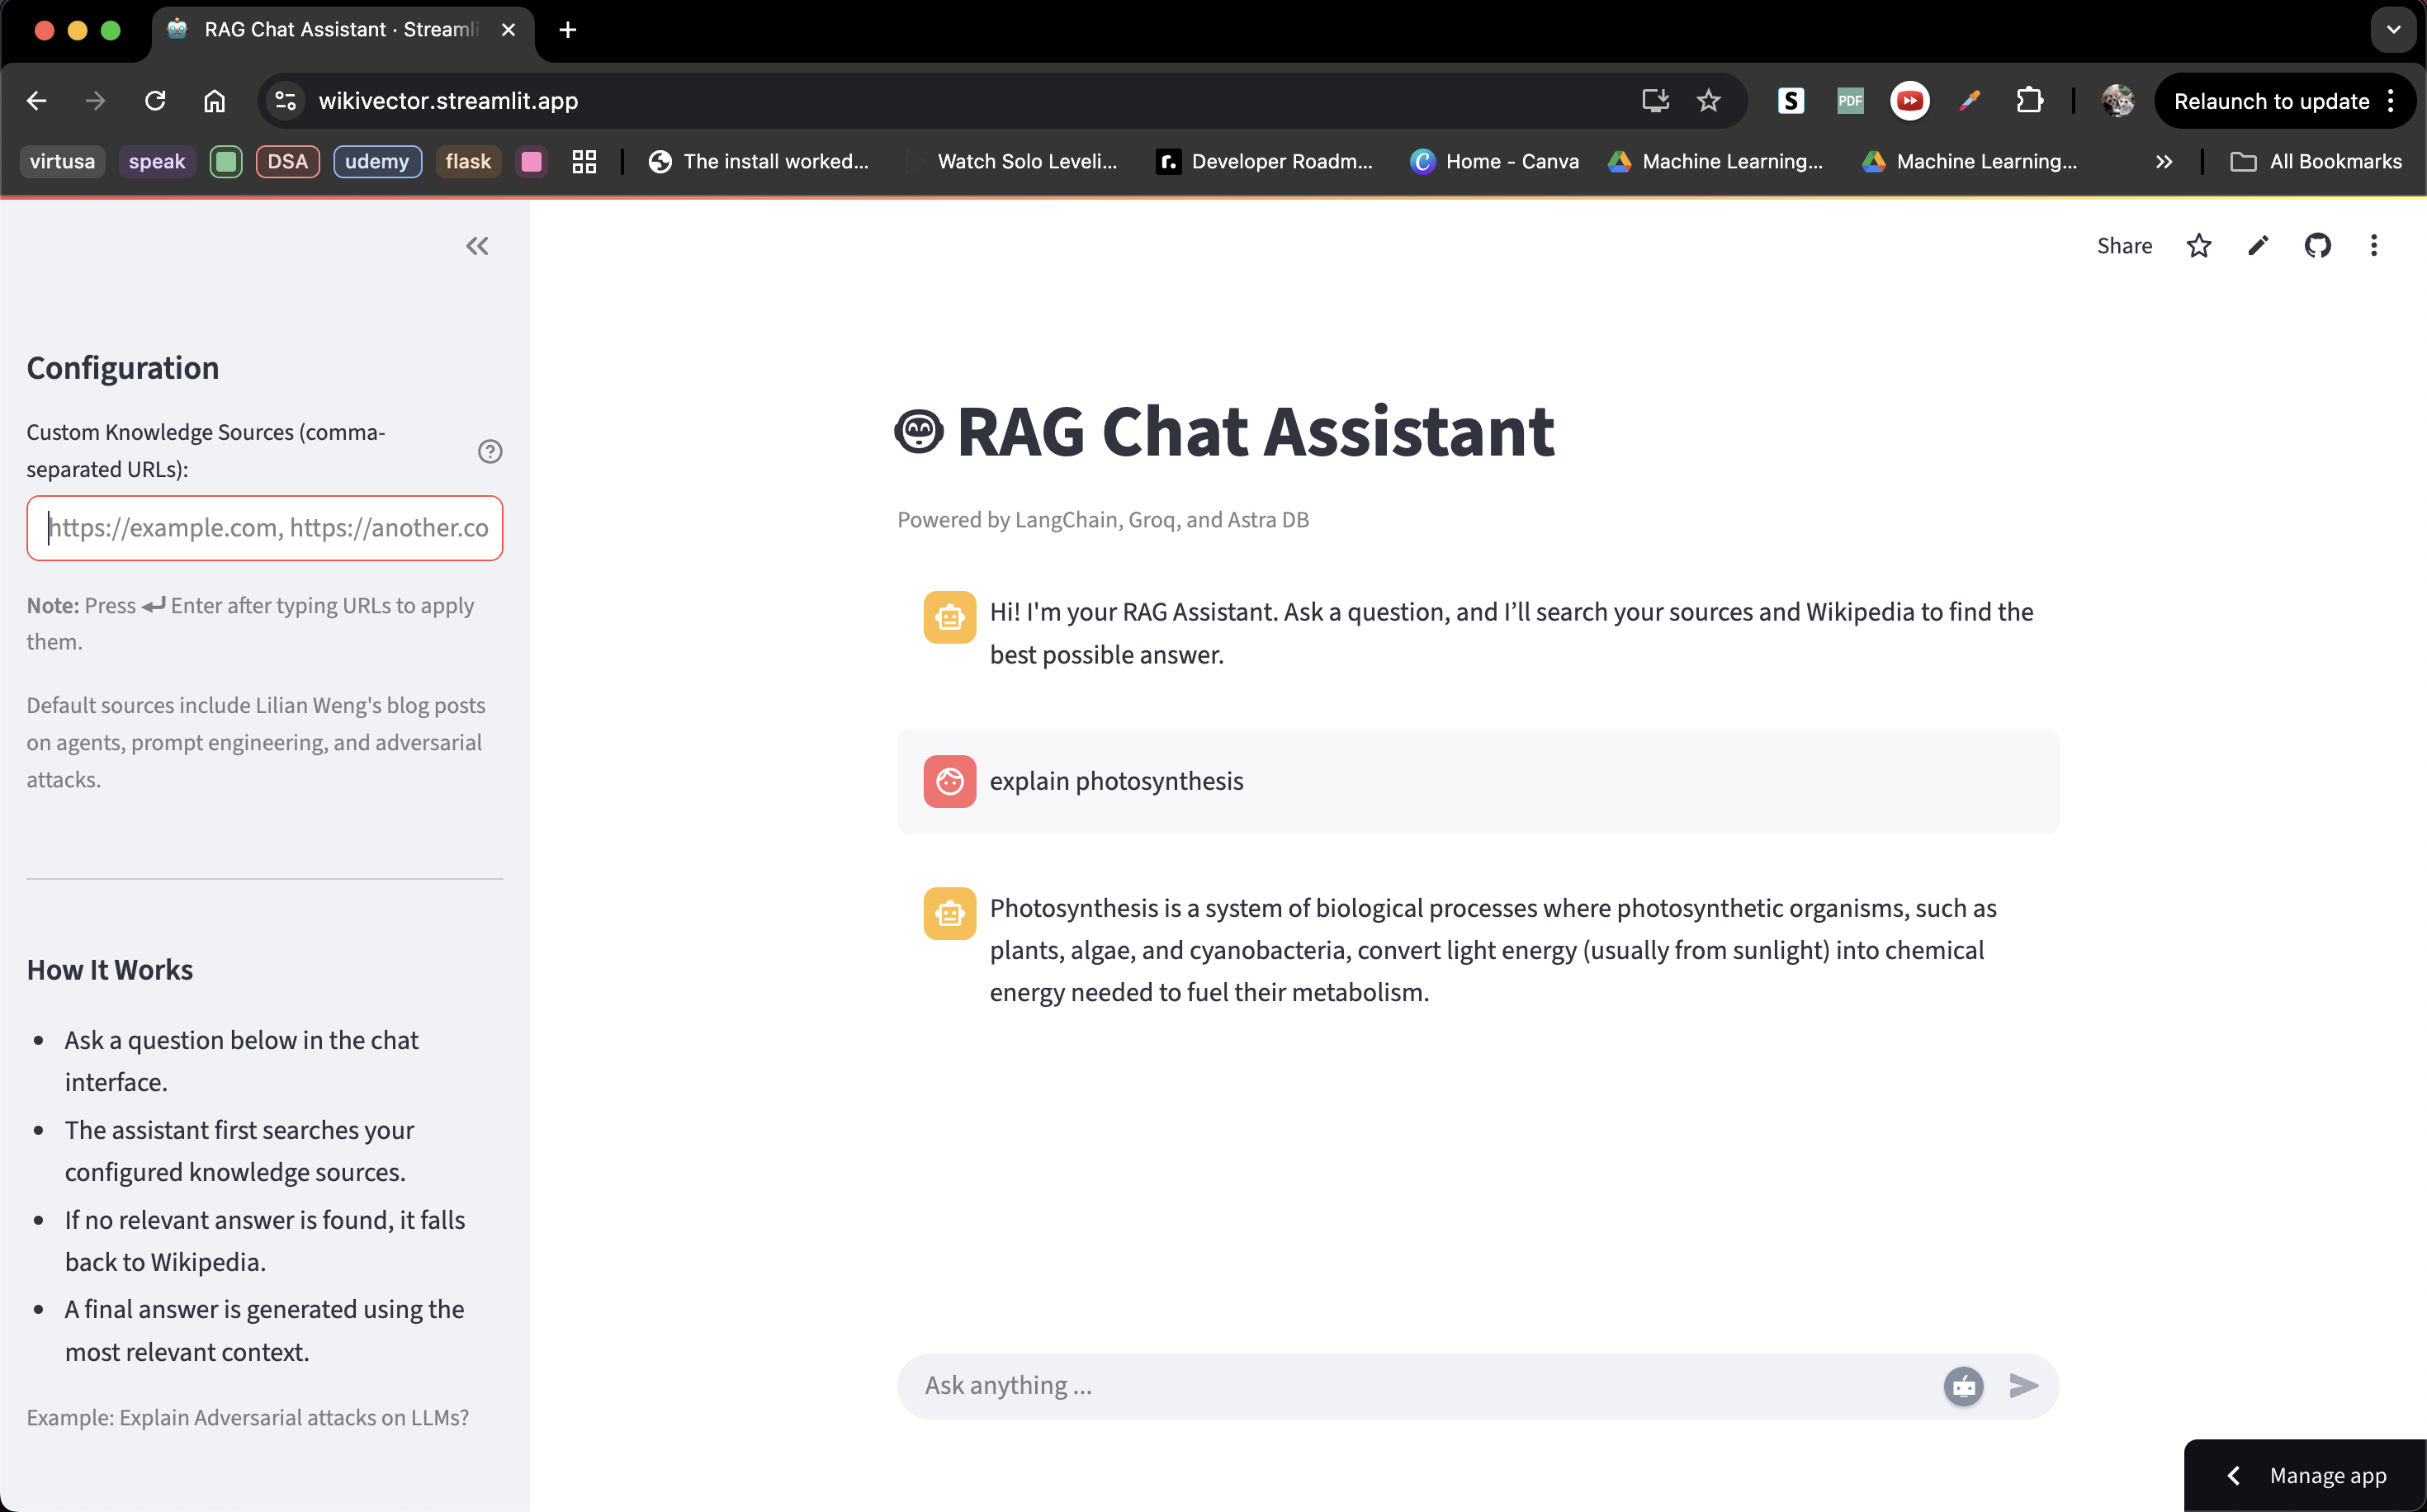 RAG Chat Assistant · Streamli
wikivector.streamlit.app
S
PDF
Relaunch to update
virtusa
speak
DSA
udemy
flask
The install worked...
Watch Solo Leveli...
r.
Developer Roadm...
C
Home - Canva
Machine Learning...
Machine Learning...
All Bookmarks
Share
Configuration
Custom Knowledge Sources (comma-
separated URLs):
https://example.com, https://another.co
Note: Press Enter after typing URLs to apply
them.
Default sources include Lilian Weng's blog posts
on agents, prompt engineering, and adversarial
attacks.
How It Works
• Ask a question below in the chat
interface.
• The assistant first searches your
configured knowledge sources.
• If no relevant answer is found, it falls
back to Wikipedia.
• A final answer is generated using the
most relevant context.
Example: Explain Adversarial attacks on LLMs?
RAG Chat Assistant
Powered by LangChain, Groq, and Astra DB
Hi! I'm your RAG Assistant. Ask a question, and I’ll search your sources and Wikipedia to find the
best possible answer.
explain photosynthesis
Photosynthesis is a system of biological processes where photosynthetic organisms, such as
plants, algae, and cyanobacteria, convert light energy (usually from sunlight) into chemical
energy needed to fuel their metabolism.
Ask anything ...
Manage app